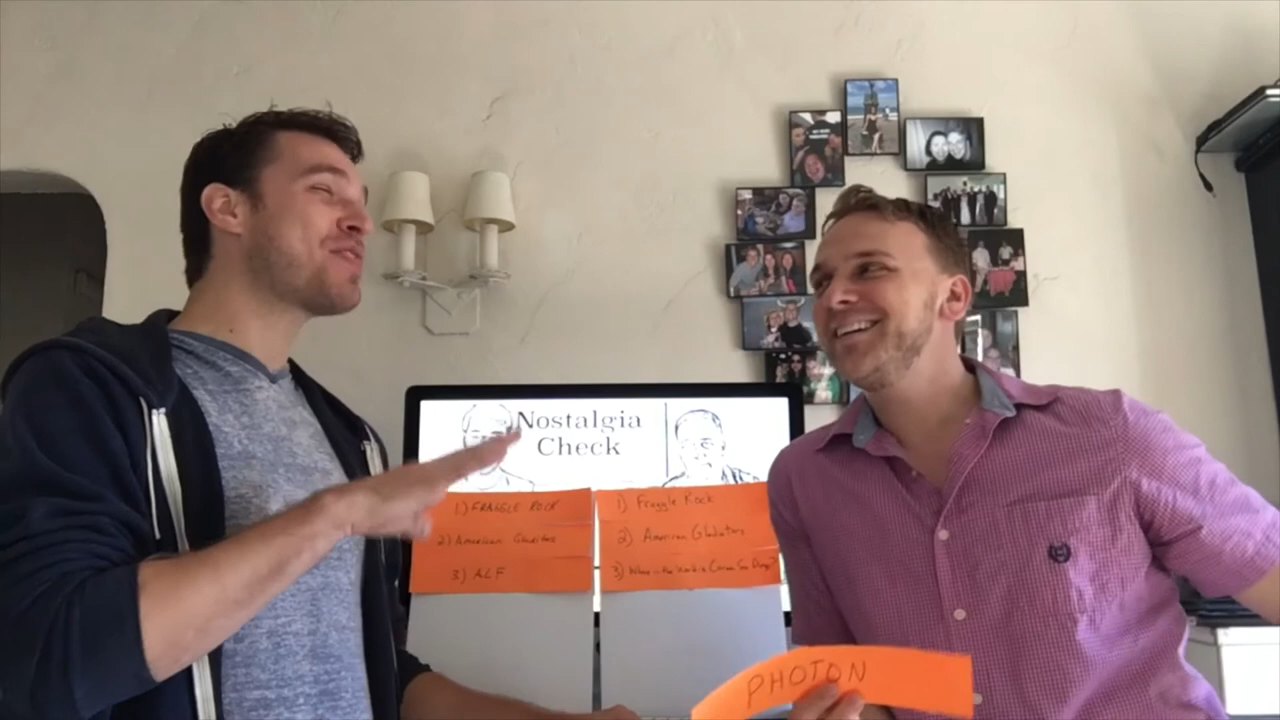 Nostalgia
Check
1) FRAGGLE ROCK
2) American Gladiators
3) ALF
1) Fraggle Rock
2) American Gladiators
3) Where in the World is Carmen San Diego?
PHOTON